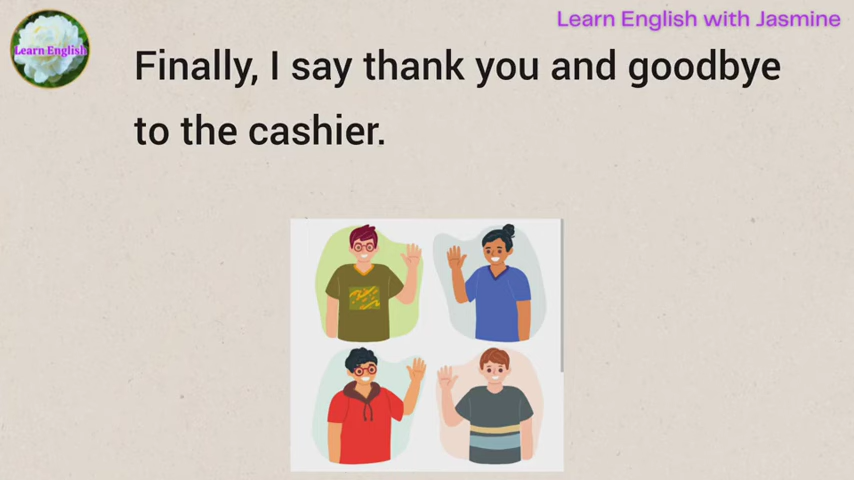 Learn English with Jasmine
Learn English
Finally, I say thank you and goodbye
to the cashier.